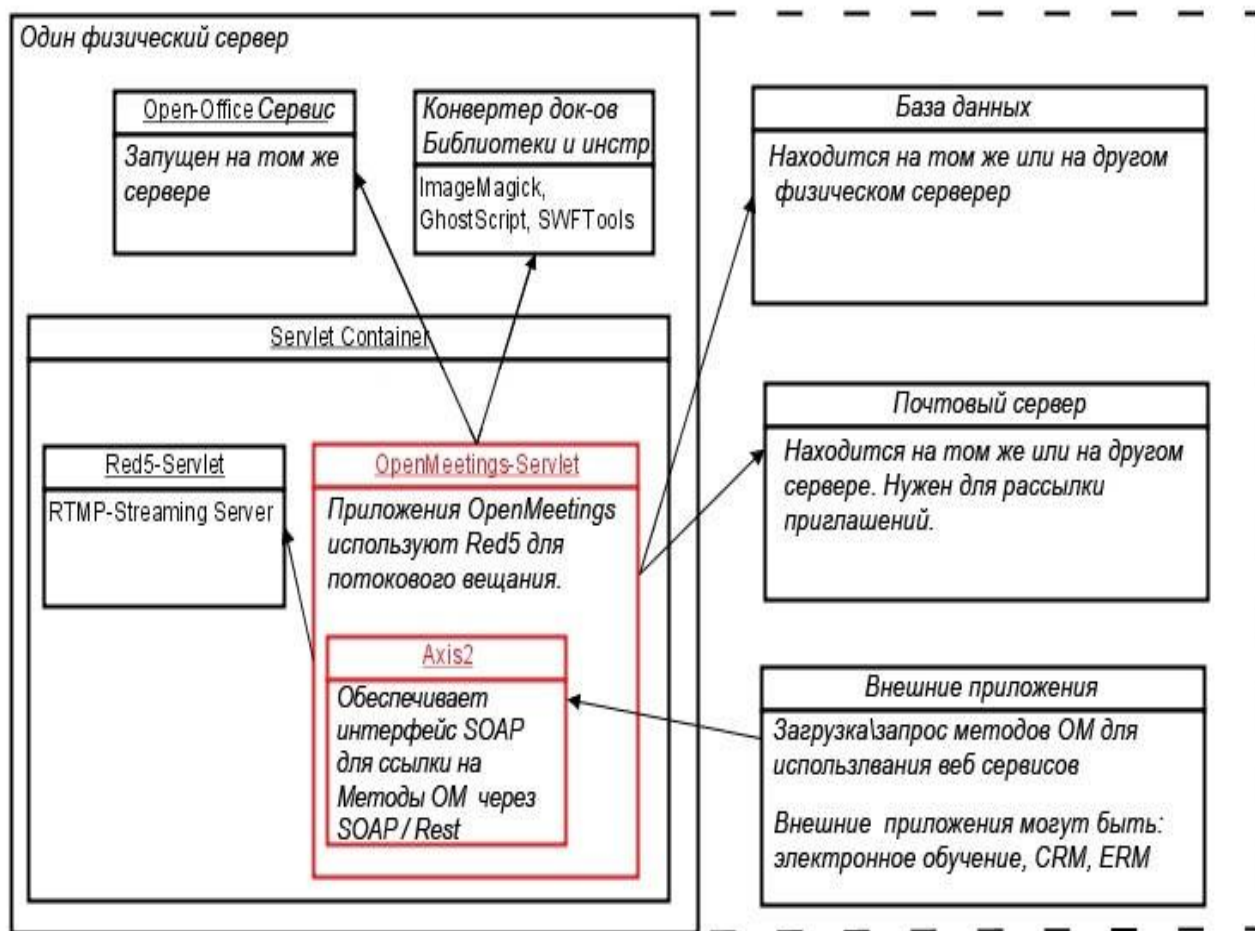 Один физический сервер
Open-Office Сервис
Запущен на том же
сервере
Конвертер док-ов
Библиотеки и инстр
ImageMagick,
GhostScript, SWFTools
База данных
Находится на том же или на другом
физическом серверер
Servlet Container
Red5-Servlet
RTMP-Streaming Server
OpenMeetings-Servlet
Приложения OpenMeetings
используют Red5 для
потокового вещания.
Axis2
Обеспечивает
интерфейс SOAP
для ссылки на
Методы ОМ через
SOAP / Rest
Почтовый сервер
Находится на том же или на другом
сервере. Нужен для рассылки
приглашений.
Внешние приложения
Загрузка\запрос методов ОМ для
использлвания веб сервисов
Внешние приложения могут быть:
электронное обучение, CRM, ERM